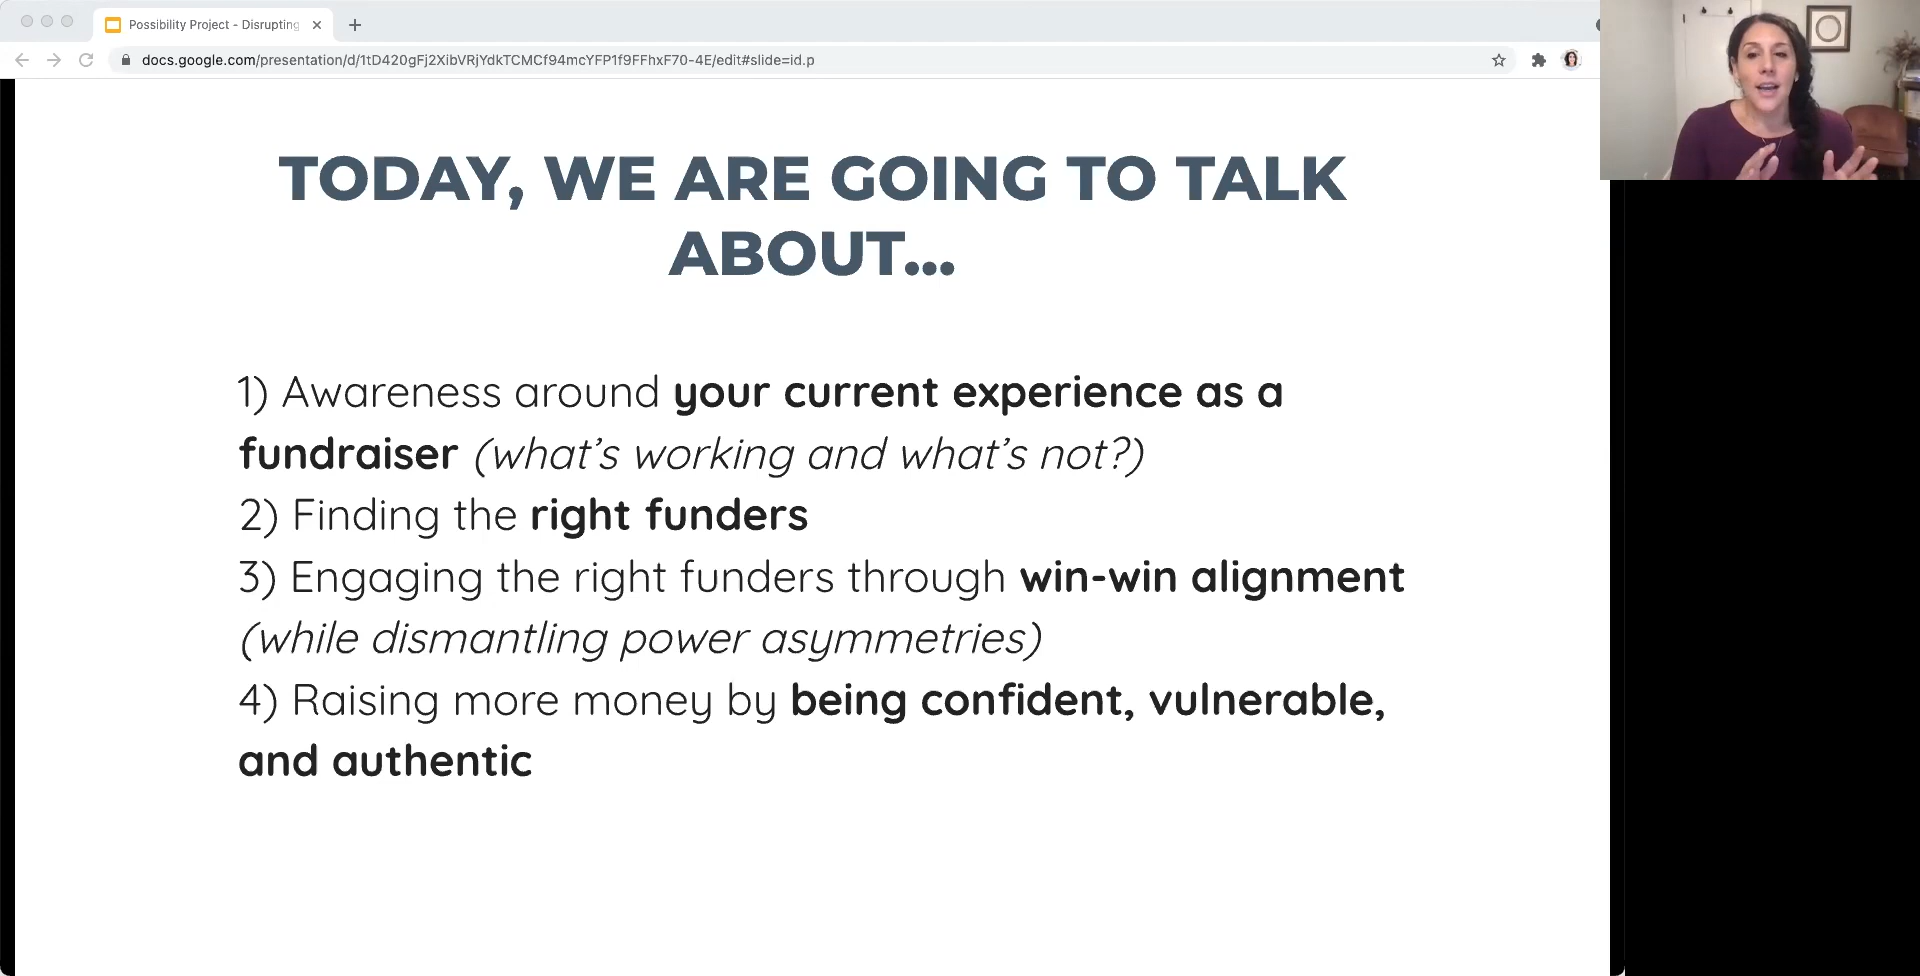 Possibility Project - Disrupting
docs.google.com/presentation/d/1tD420gFj2XibVRjYdkTCMCf94mcYFP1f9FFhxF70-4E/edit#slide=id.p
TODAY, WE ARE GOING TO TALK
ABOUT...
1) Awareness around your current experience as a
fundraiser (what's working and what's not?)
2) Finding the right funders
3) Engaging the right funders through win-win alignment
(while dismantling power asymmetries)
4) Raising more money by being confident, vulnerable,
and authentic